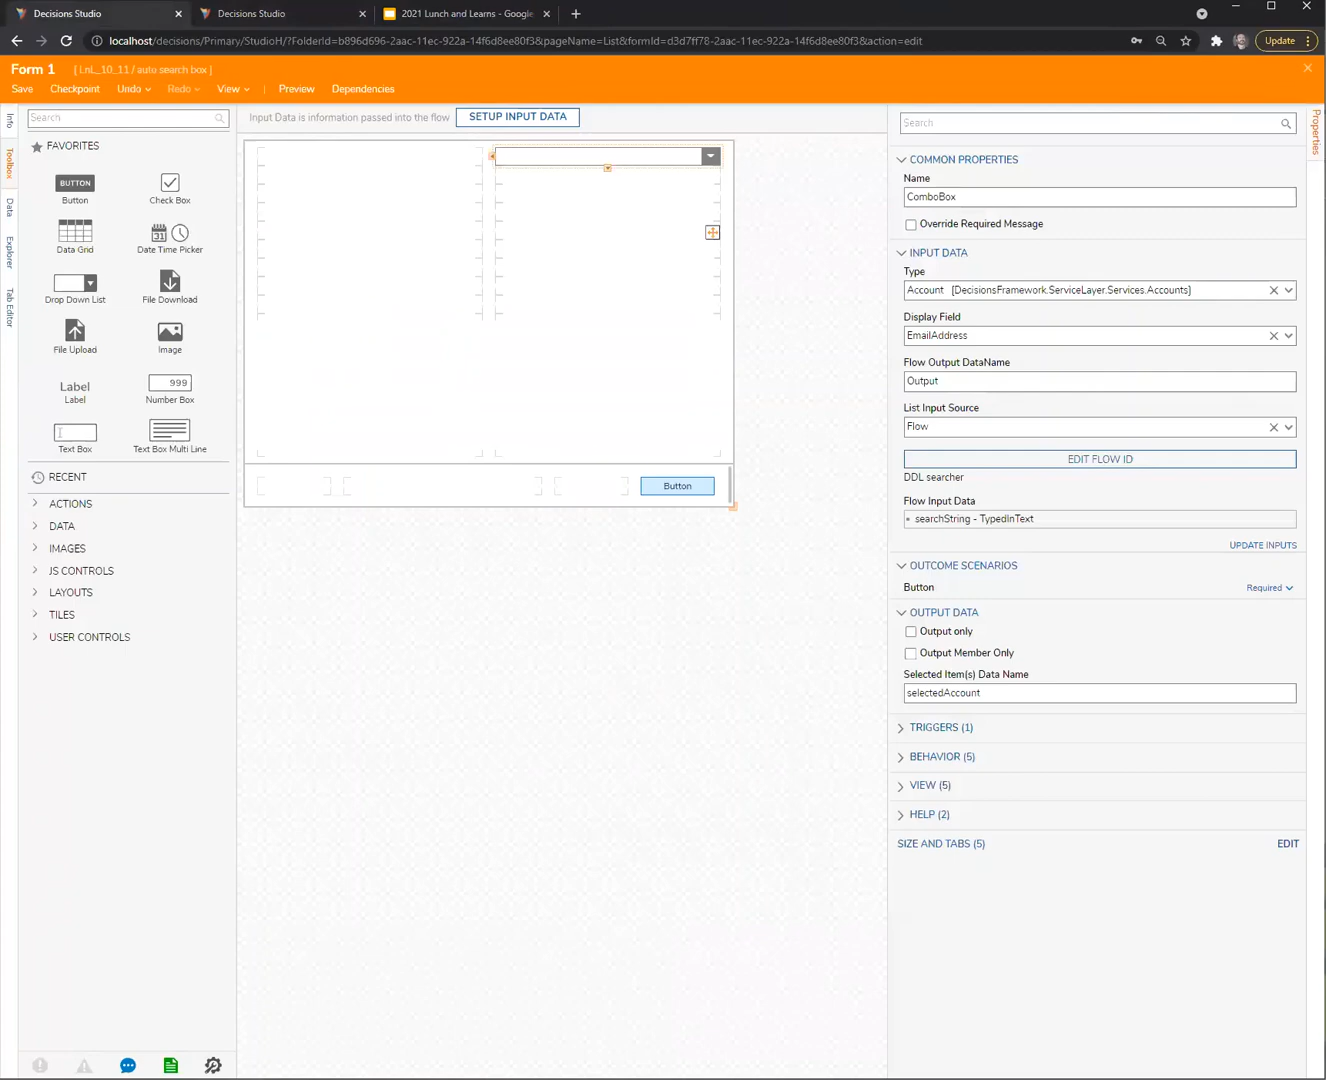 Decisions Studio
Decisions Studio
2021 Lunch and Learns - Google
localhost/decisions/Primary/StudioH/?FolderId=b896d696-2aac-11ec-922a-14f6d8ee80f3&pageName=List&formId=d3d7ff78-2aac-11ec-922a-14f6d8ee80f3&action=edit
Update
Form 1 [ LnL_10_11 / auto search box ]
Save Checkpoint Undo Redo View | Preview Dependencies
Info
Toolbox
Data
Explorer
Tab Editor
Search
FAVORITES
BUTTON
Button
Check Box
Data Grid
31
Date Time Picker
Drop Down List
File Download
File Upload
Image
Label
Label
999
Number Box
Text Box
Text Box Multi Line
RECENT
ACTIONS
DATA
IMAGES
JS CONTROLS
LAYOUTS
TILES
USER CONTROLS
Input Data is information passed into the flow
SETUP INPUT DATA
Button
Properties
Search
COMMON PROPERTIES
Name
ComboBox
Override Required Message
INPUT DATA
Type
Account [DecisionsFramework.ServiceLayer.Services.Accounts]
Display Field
EmailAddress
Flow Output DataName
Output
List Input Source
Flow
EDIT FLOW ID
DDL searcher
Flow Input Data
searchString - TypedInText
UPDATE INPUTS
OUTCOME SCENARIOS
Button Required
OUTPUT DATA
Output only
Output Member Only
Selected Item(s) Data Name
selectedAccount
TRIGGERS (1)
BEHAVIOR (5)
VIEW (5)
HELP (2)
SIZE AND TABS (5) EDIT